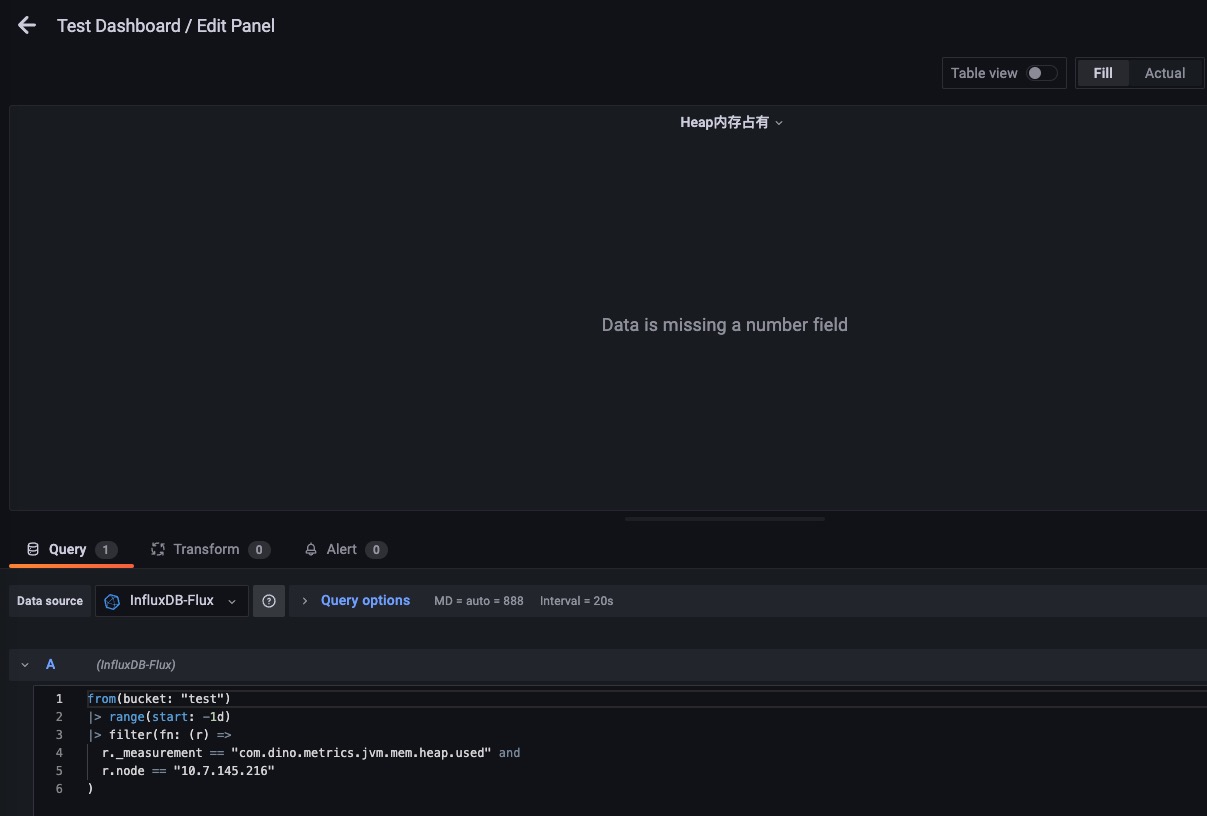 Test Dashboard / Edit Panel
Table view
Fill
Actual
Heap内存占有
Data is missing a number field
Query 1
Transform 0
Alert 0
Data source
InfluxDB-Flux
Query options
MD = auto = 888
Interval = 20s
A (InfluxDB-Flux)
1 from(bucket: "test")
2 |> range(start: -1d)
3 |> filter(fn: (r) =>
4 r._measurement == "com.dino.metrics.jvm.mem.heap.used" and
5 r.node == "10.7.145.216"
6 )